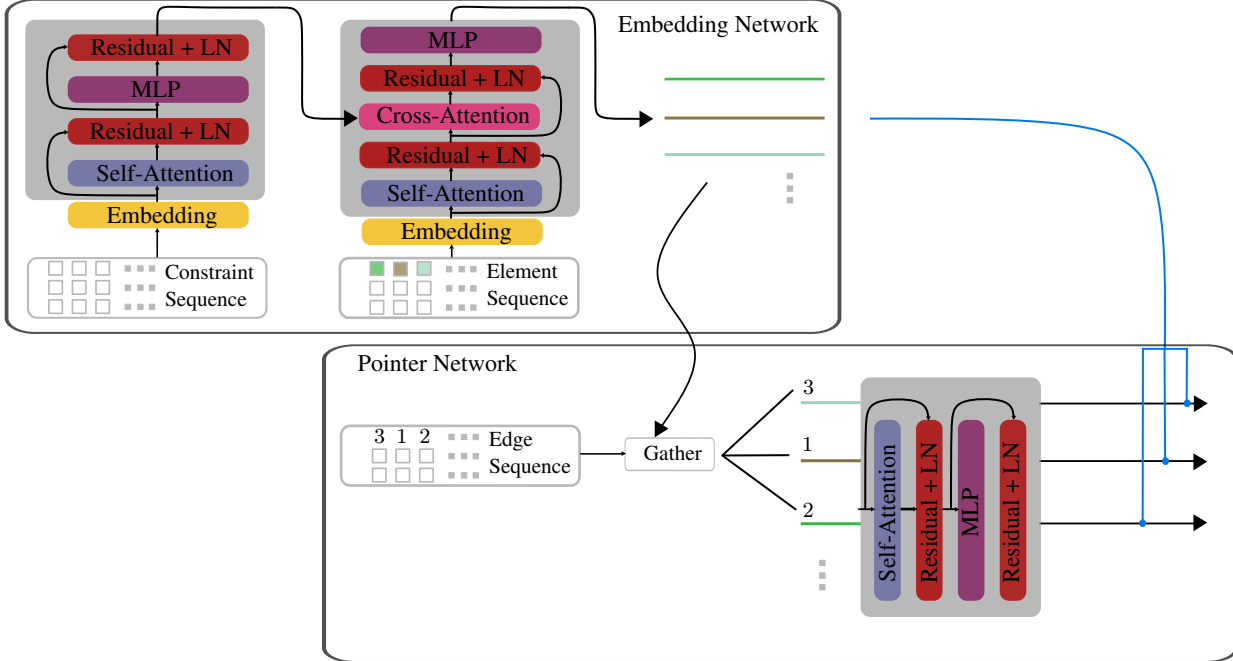 Embedding Network
Residual + LN
MLP
Residual + LN
Self-Attention
Embedding
Constraint
Sequence
MLP
Residual + LN
Cross-Attention
Residual + LN
Self-Attention
Embedding
Element
Sequence
Pointer Network
3 1 2
Edge
Sequence
Gather
3
1
2
Self-Attention
Residual + LN
MLP
Residual + LN